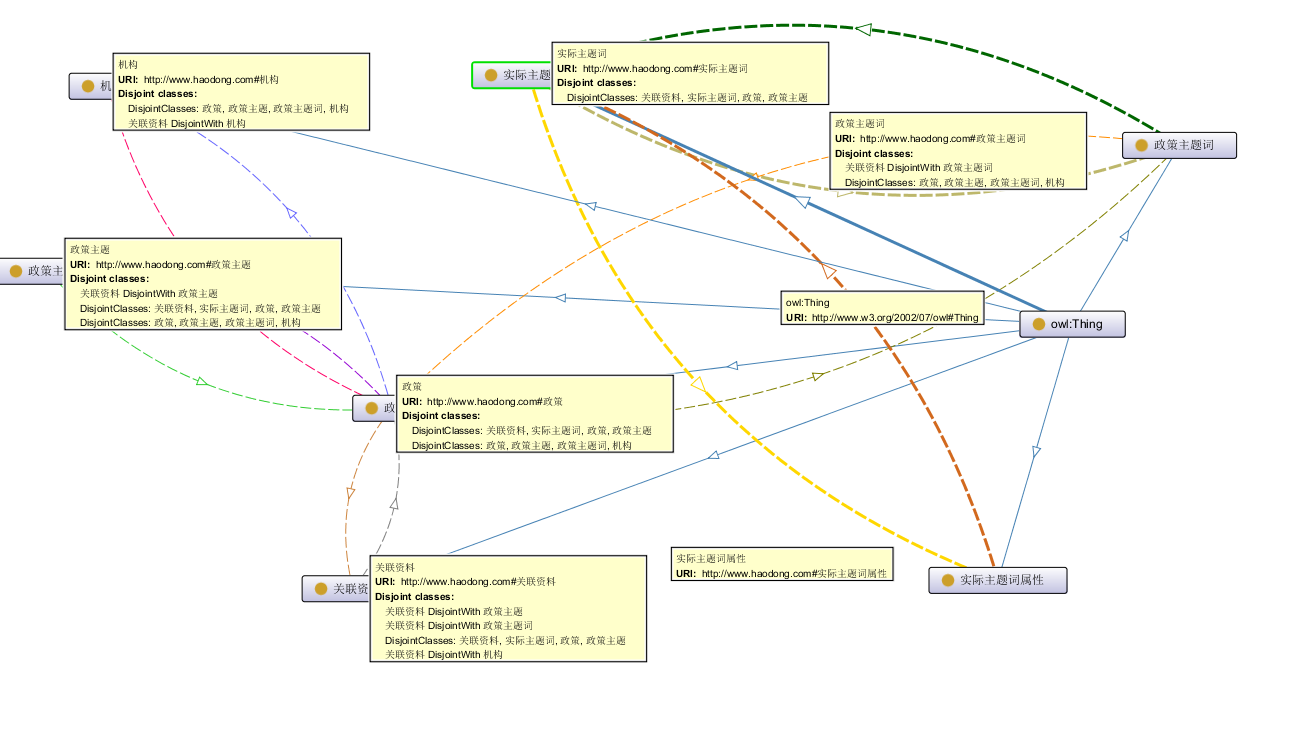 机
机构
URI: http://www.haodong.com#机构
Disjoint classes:
DisjointClasses: 政策, 政策主题, 政策主题词, 机构
关联资料 DisjointWith 机构
实际主题
实际主题词
URI: http://www.haodong.com#实际主题词
Disjoint classes:
DisjointClasses: 关联资料, 实际主题词, 政策, 政策主题
政策主题词
URI: http://www.haodong.com#政策主题词
Disjoint classes:
关联资料 DisjointWith 政策主题词
DisjointClasses: 政策, 政策主题, 政策主题词, 机构
政策主题词
政策主
政策主题
URI: http://www.haodong.com#政策主题
Disjoint classes:
关联资料 DisjointWith 政策主题
DisjointClasses: 关联资料, 实际主题词, 政策, 政策主题
DisjointClasses: 政策, 政策主题, 政策主题词, 机构
owl:Thing
URI: http://www.w3.org/2002/07/owl#Thing
owl:Thing
政
政策
URI: http://www.haodong.com#政策
Disjoint classes:
DisjointClasses: 关联资料, 实际主题词, 政策, 政策主题
DisjointClasses: 政策, 政策主题, 政策主题词, 机构
关联资
关联资料
URI: http://www.haodong.com#关联资料
Disjoint classes:
关联资料 DisjointWith 政策主题
关联资料 DisjointWith 政策主题词
DisjointClasses: 关联资料, 实际主题词, 政策, 政策主题
关联资料 DisjointWith 机构
实际主题词属性
URI: http://www.haodong.com#实际主题词属性
实际主题词属性